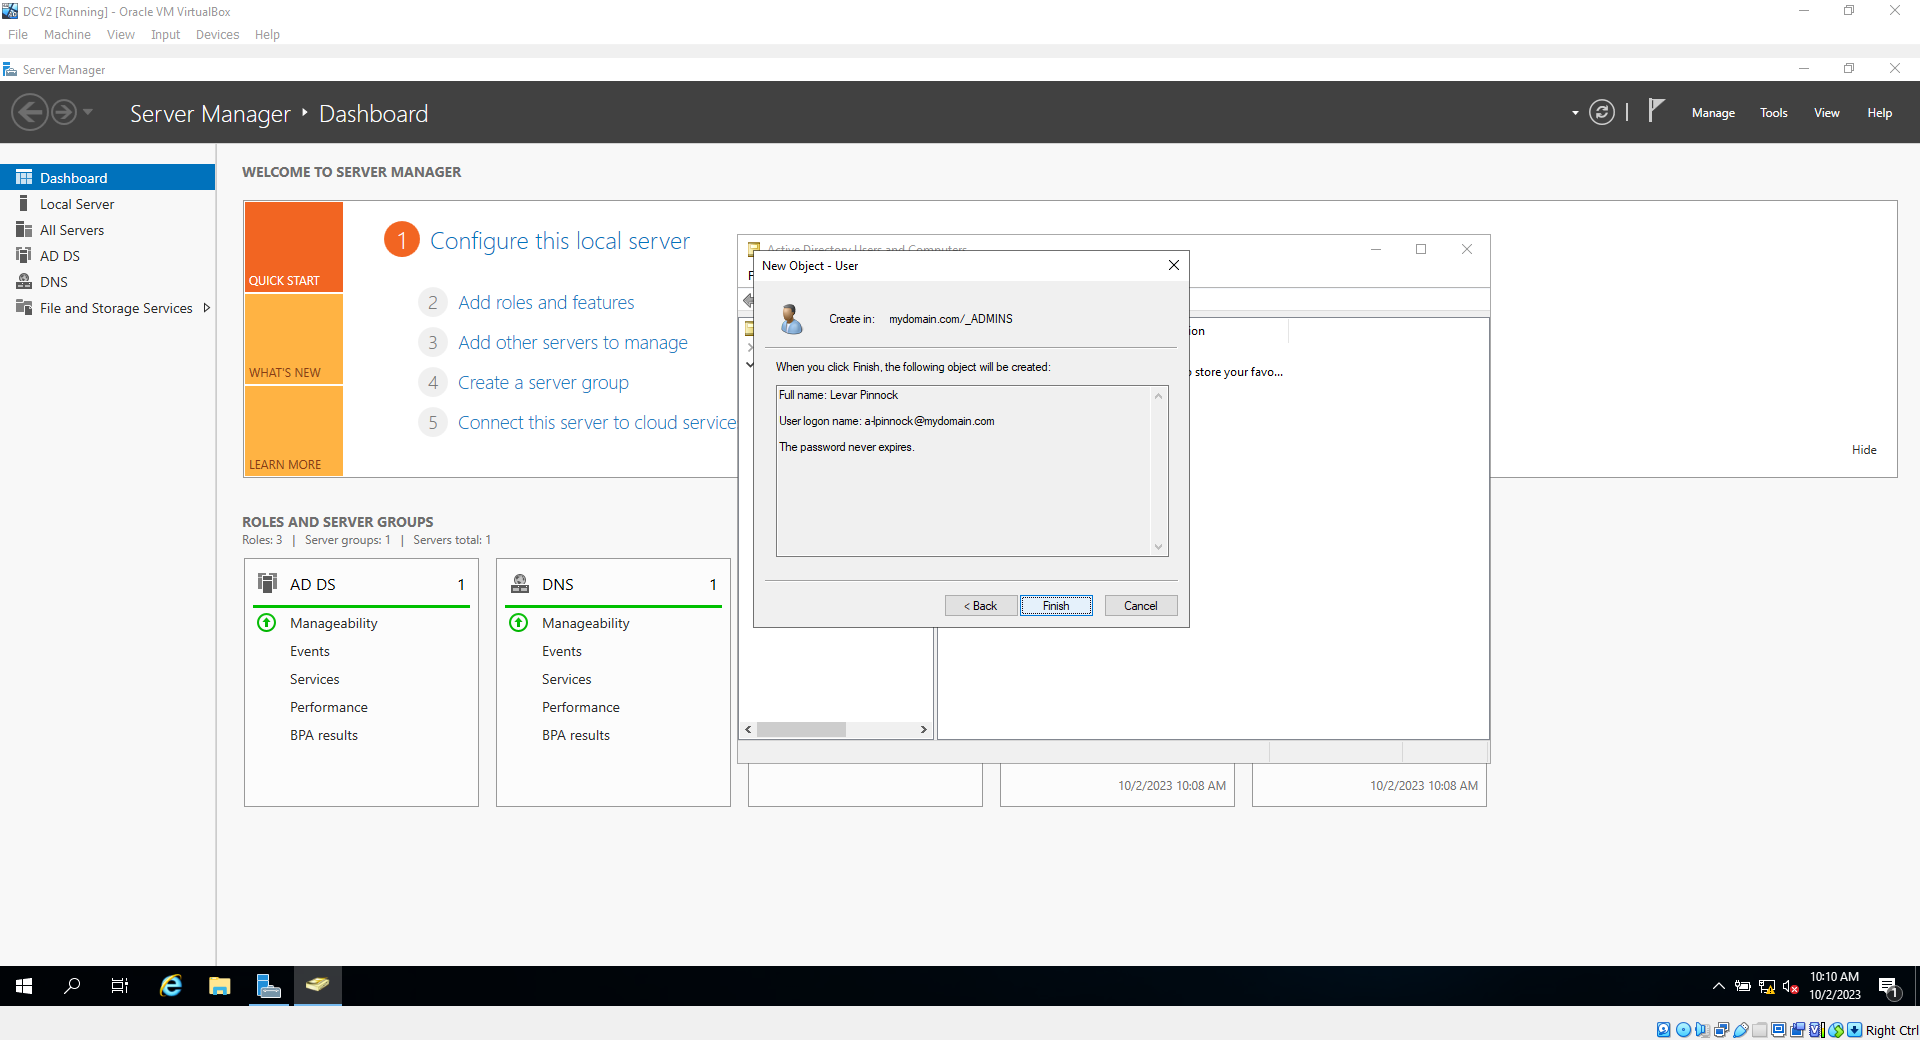 DCV2 [Running] - Oracle VM VirtualBox
File Machine View Input Devices Help
Server Manager
Server Manager ‣ Dashboard
Manage Tools View Help
Dashboard
Local Server
All Servers
AD DS
DNS
File and Storage Services
WELCOME TO SERVER MANAGER
QUICK START
WHAT'S NEW
LEARN MORE
1 Configure this local server
2 Add roles and features
3 Add other servers to manage
4 Create a server group
5 Connect this server to cloud service
Hide
Active Directory Users and Computers
New Object - User
Create in: mydomain.com/_ADMINS
When you click Finish, the following object will be created:
Full name: Levar Pinnock
User logon name: a-lpinnock@mydomain.com
The password never expires.
< Back Finish Cancel
ion
store your favo...
ROLES AND SERVER GROUPS
Roles: 3 | Server groups: 1 | Servers total: 1
AD DS 1
Manageability
Events
Services
Performance
BPA results
DNS 1
Manageability
Events
Services
Performance
BPA results
10/2/2023 10:08 AM
10/2/2023 10:08 AM
10:10 AM
10/2/2023
1
Right Ctrl